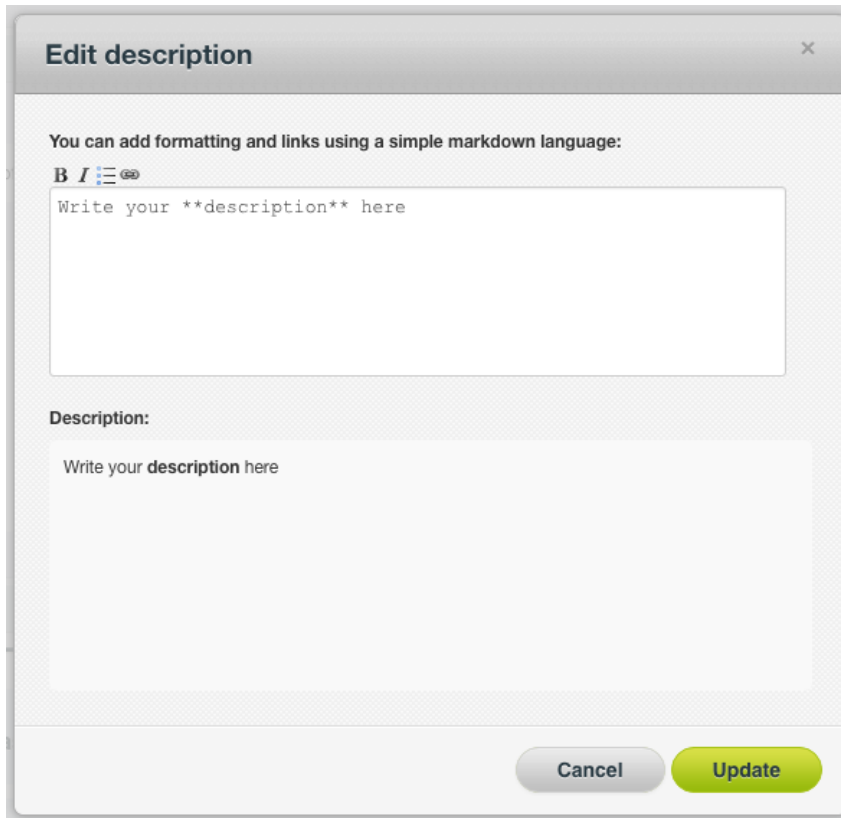 Edit description
×
You can add formatting and links using a simple markdown language:
B I
Write your **description** here
Description:
Write your description here
Cancel Update